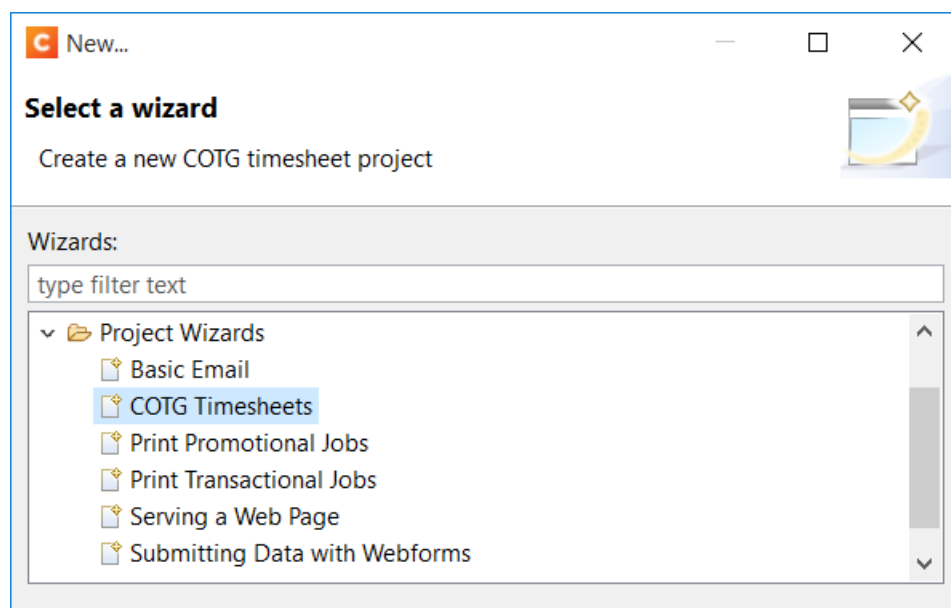 C New...
Select a wizard
Create a new COTG timesheet project
Wizards:
type filter text
Project Wizards
Basic Email
COTG Timesheets
Print Promotional Jobs
Print Transactional Jobs
Serving a Web Page
Submitting Data with Webforms